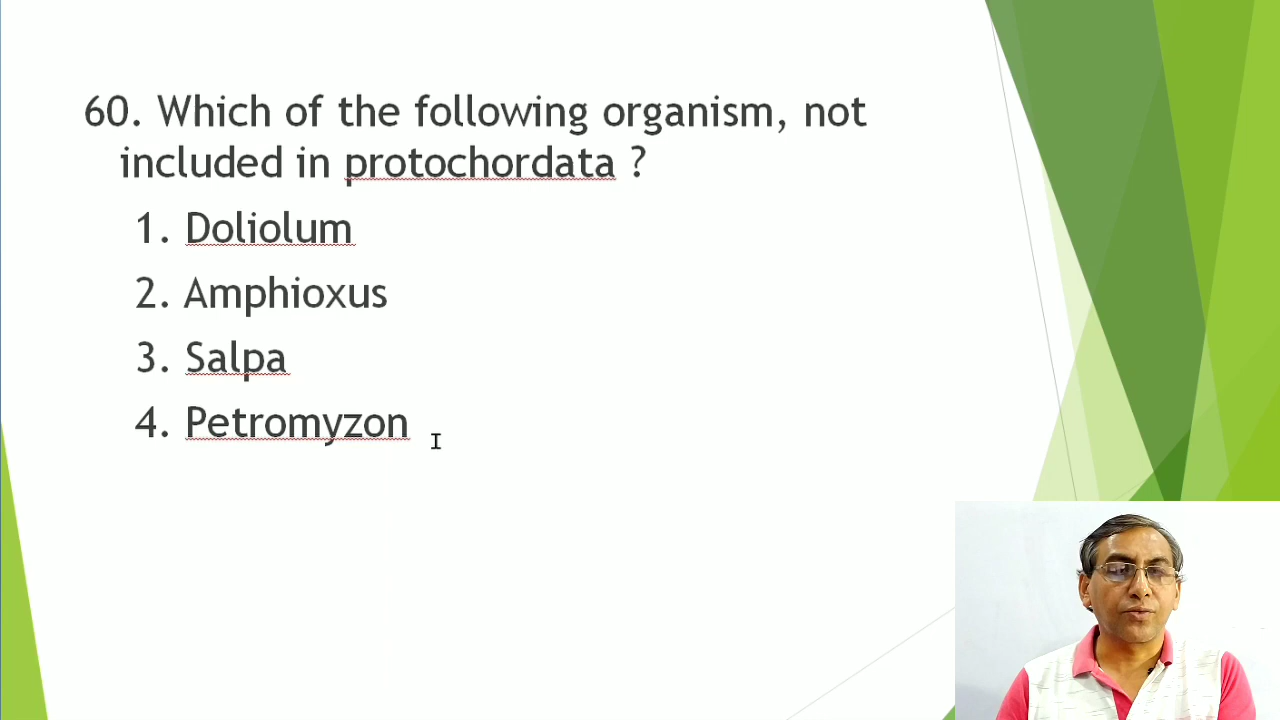 60. Which of the following organism, not
included in protochordata ?
1. Doliolum
2. Amphioxus
3. Salpa
4. Petromyzon